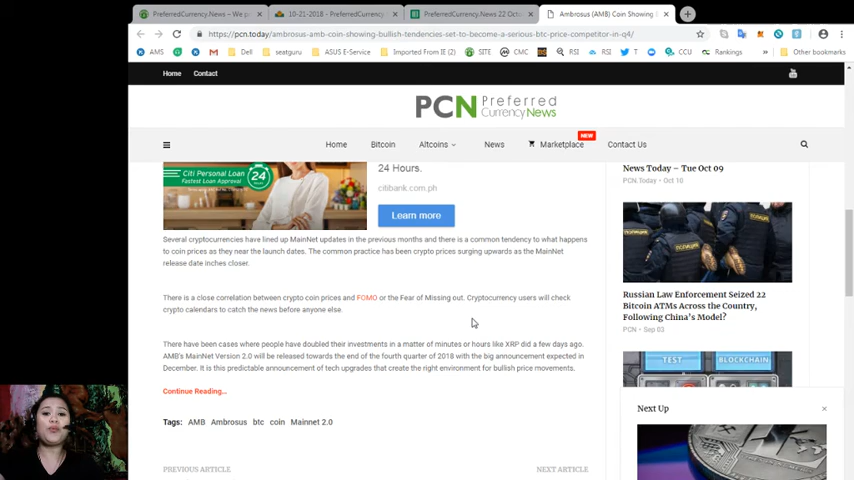 PreferredCurrency.News – We p
10-21-2018 - PreferredCurrency
PreferredCurrency.News 22 Oct
Ambrosus (AMB) Coin Showing
https://pcn.today/ambrosus-amb-coin-showing-bullish-tendencies-set-to-become-a-serious-btc-price-competitor-in-q4/
AMS
Dell
seatguru
ASUS E-Service
Imported From IE (2)
SITE
CMC
RSI
RSI
T
CCU
Rankings
Other bookmarks
Home
Contact
PCN Preferred
Currency News
NEW
Home
Bitcoin
Altcoins
News
Marketplace
Contact Us
Citi Personal Loan
Fastest Loan Approval
24
24 Hours.
citibank.com.ph
Learn more
Several cryptocurrencies have lined up MainNet updates in the previous months and there is a common tendency to what happens
to coin prices as they near the launch dates. The common practice has been crypto prices surging upwards as the MainNet
release date inches closer.
There is a close correlation between crypto coin prices and FOMO or the Fear of Missing out. Cryptocurrency users will check
crypto calendars to catch the news before anyone else.
There have been cases where people have doubled their investments in a matter of minutes or hours like XRP did a few days ago.
AMB's MainNet Version 2.0 will be released towards the end of the fourth quarter of 2018 with the big announcement expected in
December. It is this predictable announcement of tech upgrades that create the right environment for bullish price movements.
Continue Reading...
Tags: AMB Ambrosus btc coin Mainnet 2.0
PREVIOUS ARTICLE
NEXT ARTICLE
News Today – Tue Oct 09
PCN.Today • Oct 10
ПОЛИЦИЯ
ПОЛИЦИЯ
Russian Law Enforcement Seized 22
Bitcoin ATMs Across the Country,
Following China's Model?
PCN • Sep 03
TEST
BLOCKCHAIN
Next Up